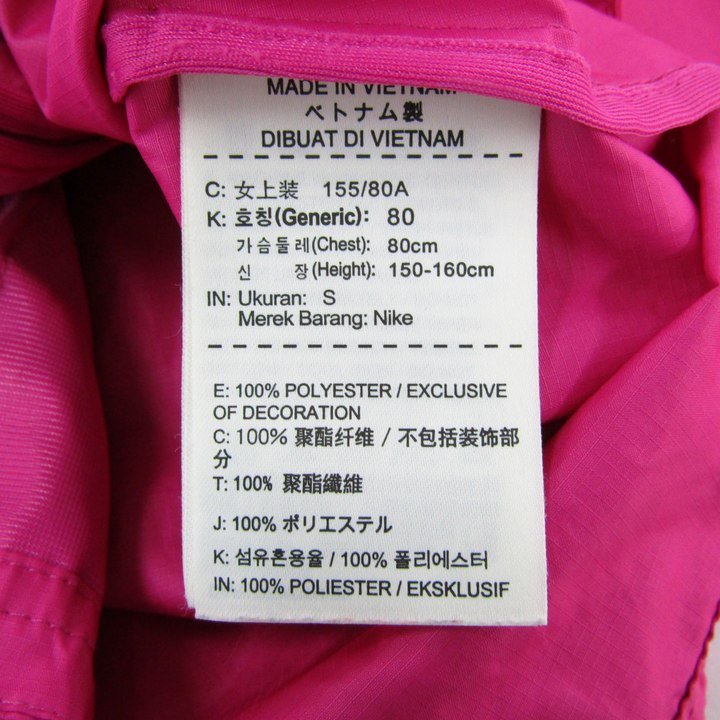 MADE IN VIETNAM
ベトナム製
DIBUAT DI VIETNAM
C: 女上装 155/80A
K: 호칭(Generic): 80
가슴둘레(Chest): 80cm
신 장(Height): 150-160cm
IN: Ukuran: S
Merek Barang: Nike
E: 100% POLYESTER / EXCLUSIVE
OF DECORATION
C: 100% 聚酯纤维 / 不包括装饰部
分
T: 100% 聚酯纖維
J: 100% ポリエステル
K: 섬유혼용율 / 100% 폴리에스터
IN: 100% POLIESTER / EKSKLUSIF